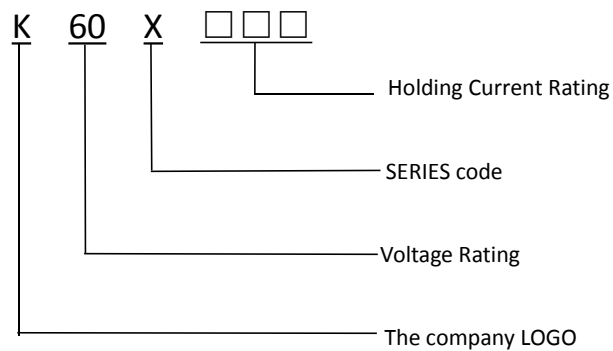 K 60 X □□□
Holding Current Rating
SERIES code
Voltage Rating
The company LOGO